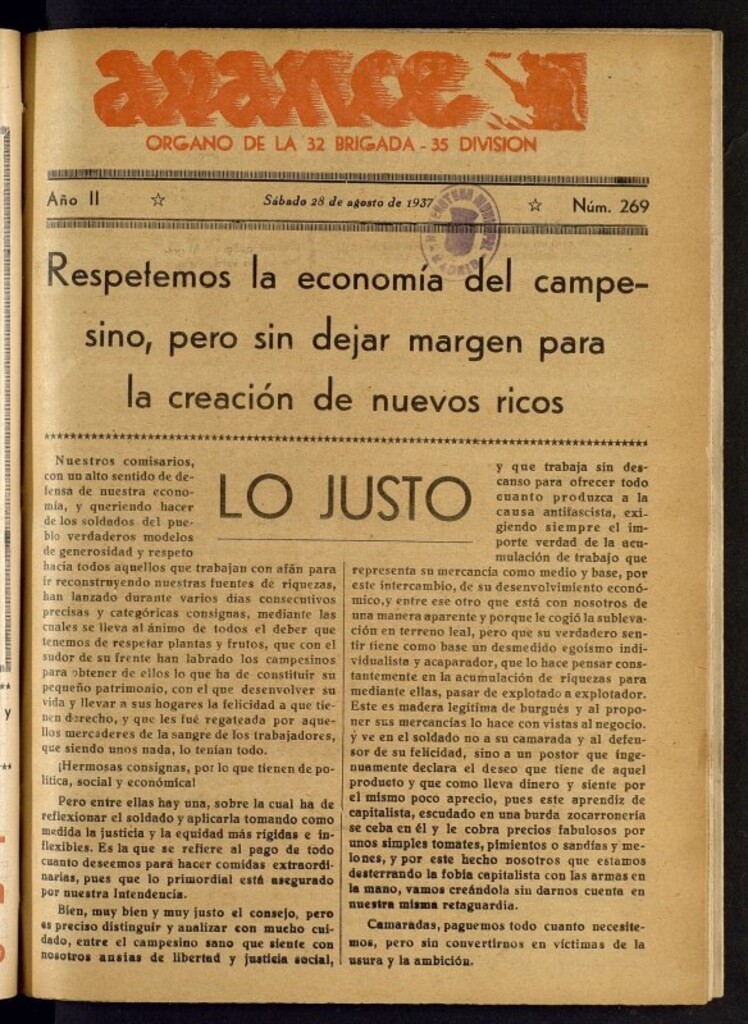 avance
ORGANO DE LA 32 BRIGADA - 35 DIVISION
Año II ☆ Sábado 28 de agosto de 1937 ☆ Núm. 269
Respetemos la economía del campe-
sino, pero sin dejar margen para
la creación de nuevos ricos
LO JUSTO
Nuestros comisarios,
con un alto sentido de de-
fensa de nuestra econo-
mía, y queriendo hacer
de los soldados del pue-
blo verdaderos modelos
de generosidad y respeto
hacia todos aquellos que trabajan con afán para
ir reconstruyendo nuestras fuentes de riquezas,
han lanzado durante varios días consecutivos
precisas y categóricas consignas, mediante las
cuales se lleva al ánimo de todos el deber que
tenemos de respetar plantas y frutos, que con el
sudor de su frente han labrado los campesinos
para obtener de ellos lo que ha de constituir su
pequeño patrimonio, con el que desenvolver su
vida y llevar a sus hogares la felicidad a que tie-
nen derecho, y que les fué regateada por aque-
llos mercaderes de la sangre de los trabajadores,
que siendo unos nada, lo tenían todo.
¡Hermosas consignas, por lo que tienen de po-
lítica, social y económica!
Pero entre ellas hay una, sobre la cual ha de
reflexionar el soldado y aplicarla tomando como
medida la justicia y la equidad más rígidas e in-
flexibles. Es la que se refiere al pago de todo
cuanto deseemos para hacer comidas extraordi-
narias, pues que lo primordial está asegurado
por nuestra Intendencia.
Bien, muy bien y muy justo el consejo, pero
es preciso distinguir y analizar con mucho cui-
dado, entre el campesino sano que siente con
nosotros ansias de libertad y justicia social,
y que trabaja sin des-
canso para ofrecer todo
cuanto produzca a la
causa antifascista, exi-
giendo siempre el im-
porte verdad de la acu-
mulación de trabajo que
representa su mercancía como medio y base, por
este intercambio, de su desenvolvimiento econó-
mico, y entre ese otro que está con nosotros de
una manera aparente y porque le cogió la subleva-
ción en terreno leal, pero que su verdadero sen-
tir tiene como base un desmedido egoísmo indi-
vidualista y acaparador, que lo hace pensar cons-
tantemente en la acumulación de riquezas para
mediante ellas, pasar de explotado a explotador.
Este es madera legítima de burgués y al propo-
ner sus mercancías lo hace con vistas al negocio.
y ve en el soldado no a su camarada y al defen-
sor de su felicidad, sino a un postor que inge-
nuamente declara el deseo que tiene de aquel
producto y que como lleva dinero y siente por
el mismo poco aprecio, pues este aprendiz de
capitalista, escudado en una burda zocarronería
se ceba en él y le cobra precios fabulosos por
unos simples tomates, pimientos o sandías y me-
lones, y por este hecho nosotros que estamos
desterrando la fobia capitalista con las armas en
la mano, vamos creándola sin darnos cuenta en
nuestra misma retaguardia.
Camaradas, paguemos todo cuanto necesite-
mos, pero sin convertirnos en víctimas de la
usura y la ambición.